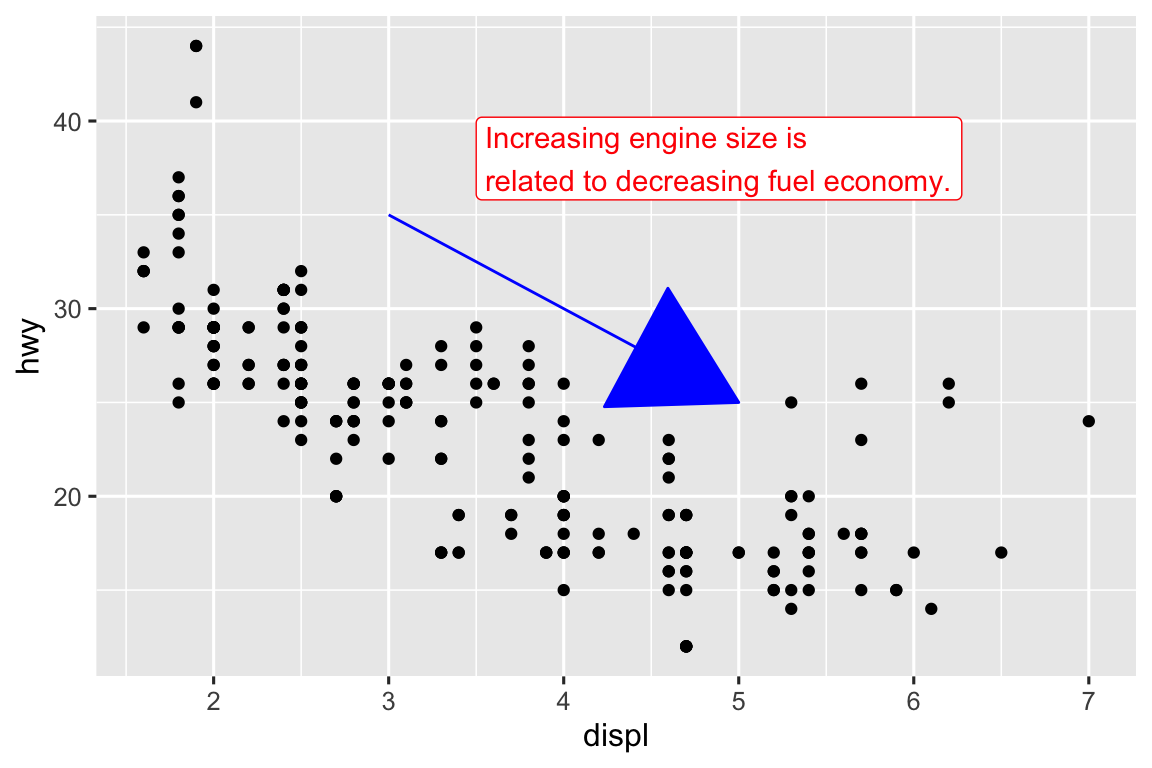 40
Increasing engine size is
related to decreasing fuel economy.
30
hwy
20
2 3 4 5 6 7
displ